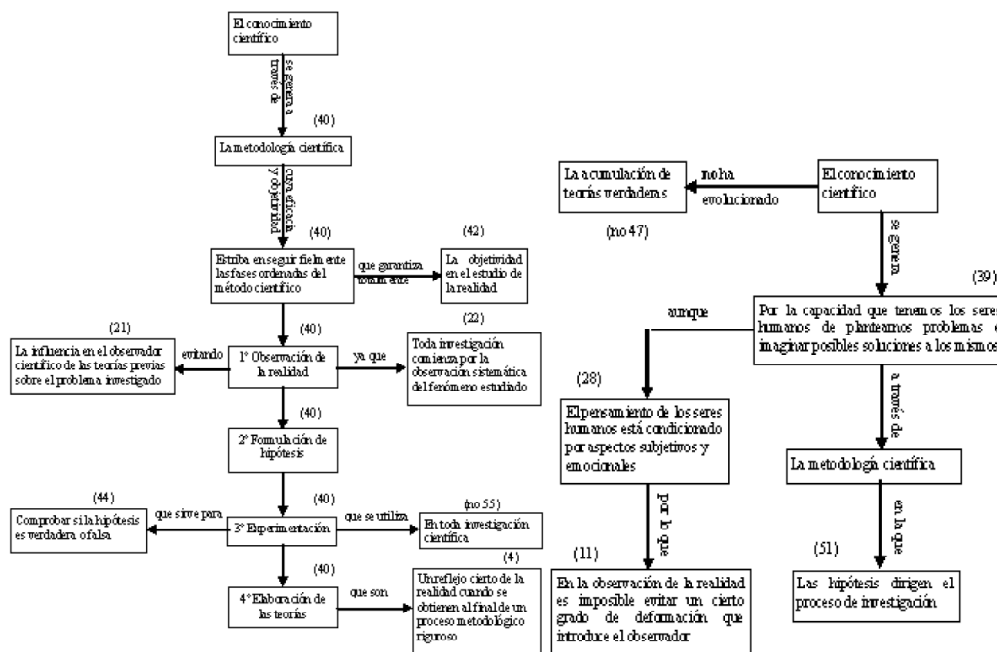 El conocimiento
científico
se genera a
través de
(40)
La metodología científica
cuya eficacia
y objetividad
(40)
Estriba en seguir fielmente
las fases ordenadas del
método científico
que garantiza
totalmente
(42)
La objetividad
en el estudio de
la realidad
(40)
(21)
La influencia en el observador
científico de las teorías previas
sobre el problema investigado
evitando
1º Observación de
la realidad
ya que
(22)
Toda investigación
comienza por la
observación sistemática
del fenómeno estudiado
(40)
2º Formulación de
hipótesis
(40)
(44)
Comprobar si la hipótesis
es verdadera o falsa
que sirve para
3º Experimentación
que se utiliza
(no 55)
En toda investigación
científica
(40)
4º Elaboración de
las teorías
que son
(4)
Un reflejo cierto de la
realidad cuando se
obtienen al final de un
proceso metodológico
riguroso
La acumulación de
teorías verdaderas
(no 47)
no ha
evolucionado
El conocimiento
científico
se genera
(39)
Por la capacidad que tenemos los seres
humanos de plantearnos problemas e
imaginar posibles soluciones a los mismos
aunque
(28)
El pensamiento de los seres
humanos está condicionado
por aspectos subjetivos y
emocionales
por lo que
(11)
En la observación de la realidad
es imposible evitar un cierto
grado de deformación que
introduce el observador
a través de
La metodología científica
en la que
(51)
Las hipótesis dirigen el
proceso de investigación